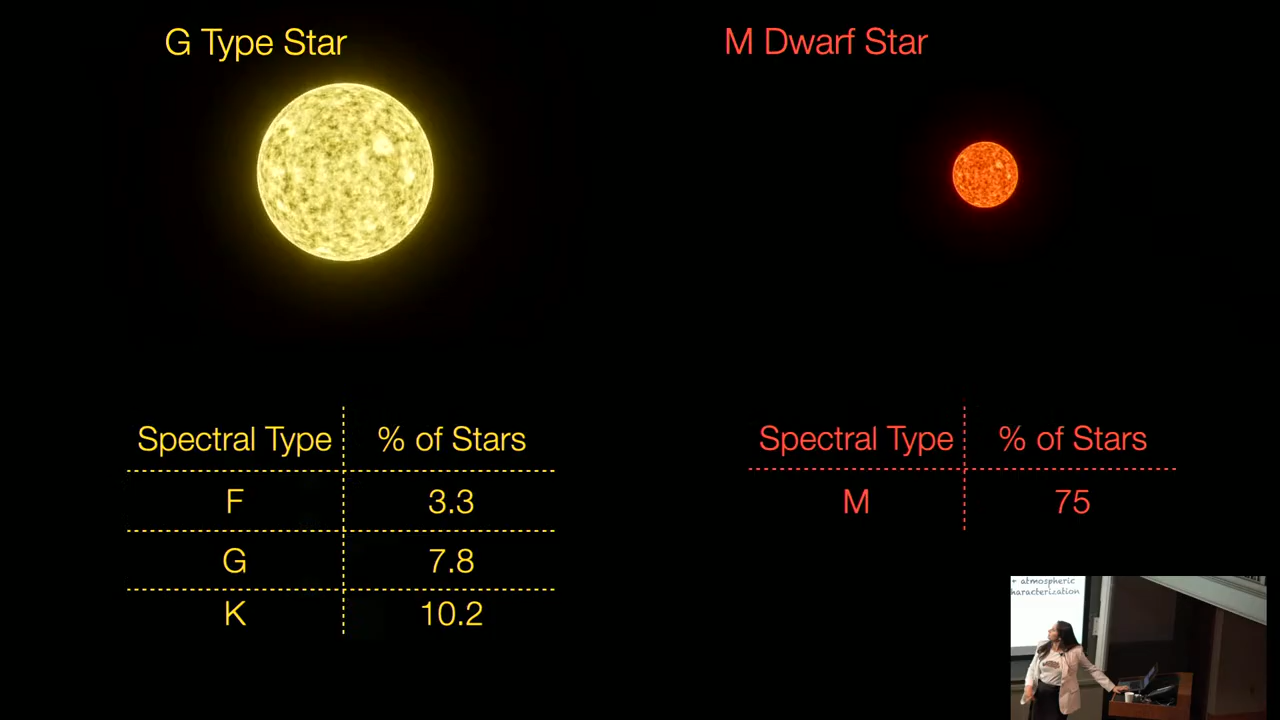 G Type Star
M Dwarf Star
Spectral Type % of Stars
F 3.3
G 7.8
K 10.2
Spectral Type % of Stars
M 75
+ atmospheric
haracterization